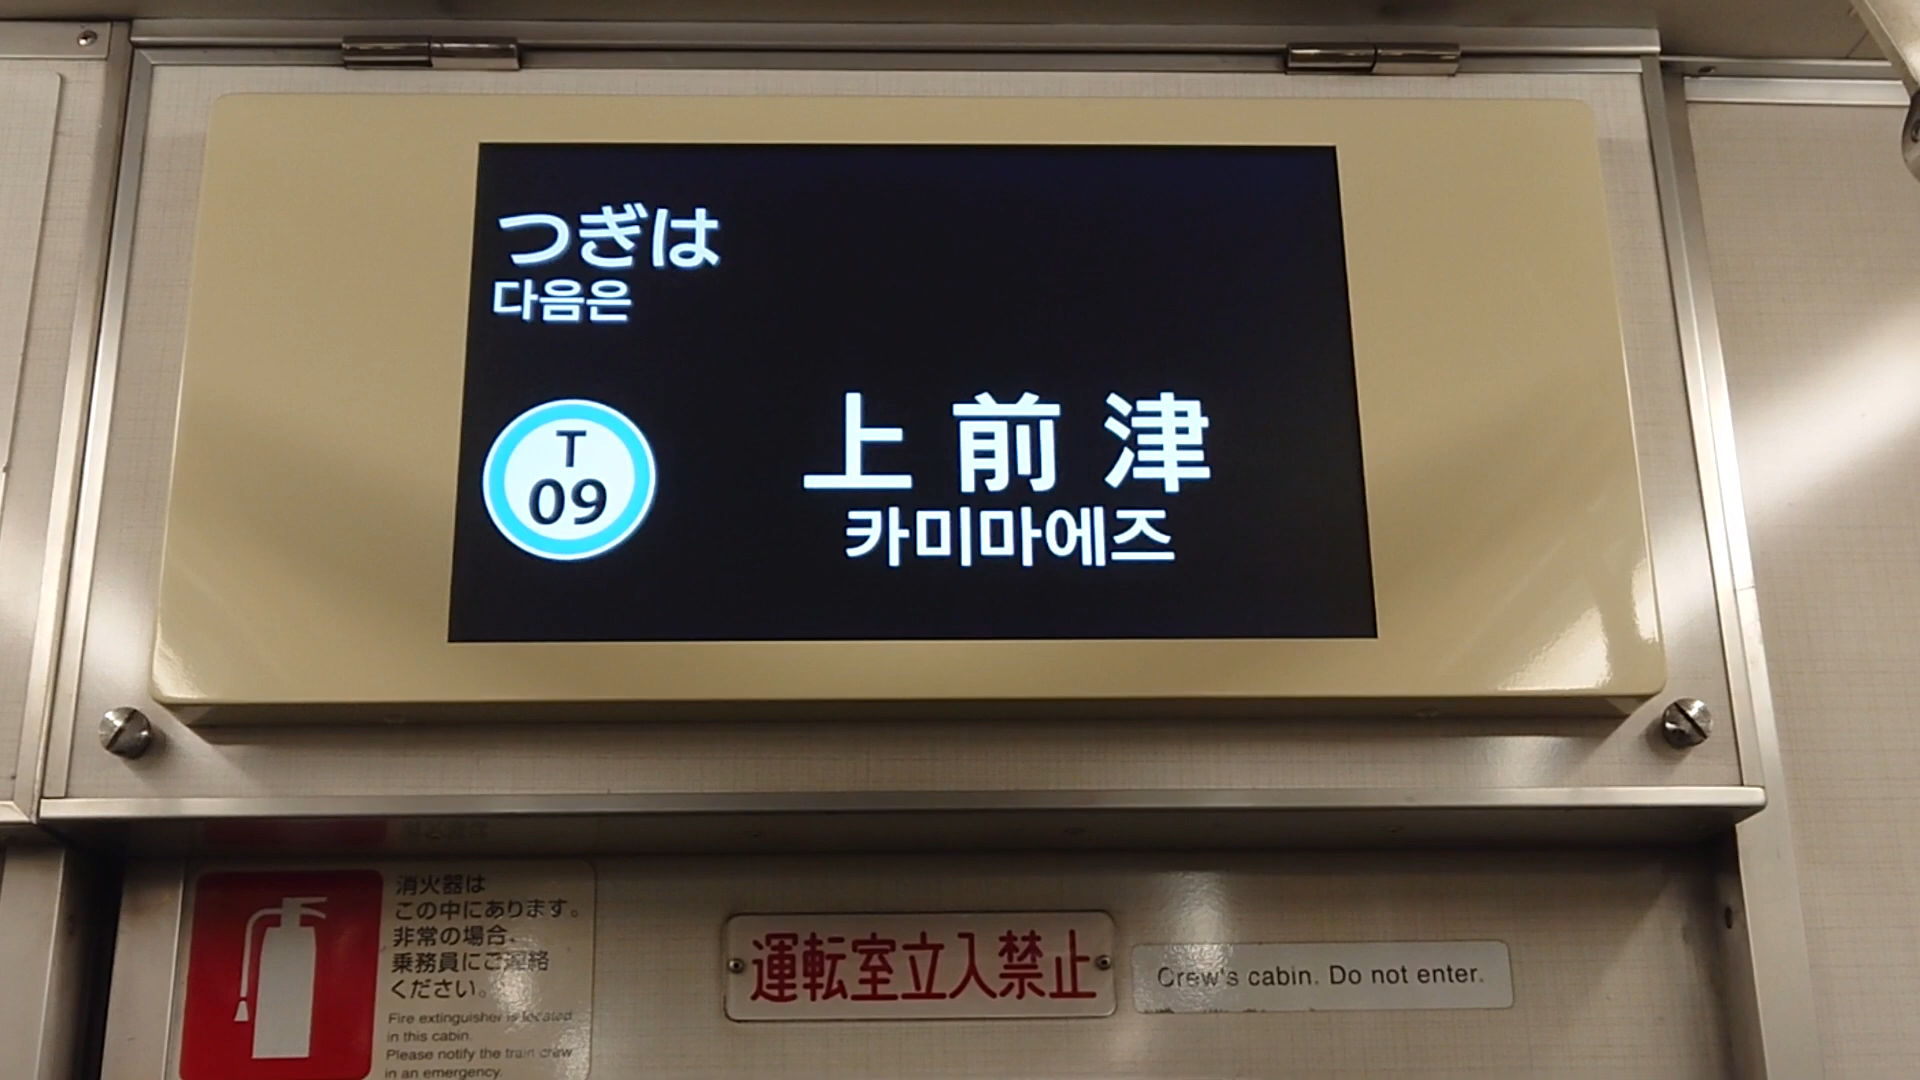 つぎは
다음은
T
09
上前津
카미마에즈
消火器は
この中にあります。
非常の場合、
乗務員にご連絡
ください。
Fire extinguisher is located
in this cabin.
Please notify the train crew
in an emergency.
運転室立入禁止
Crew's cabin. Do not enter.